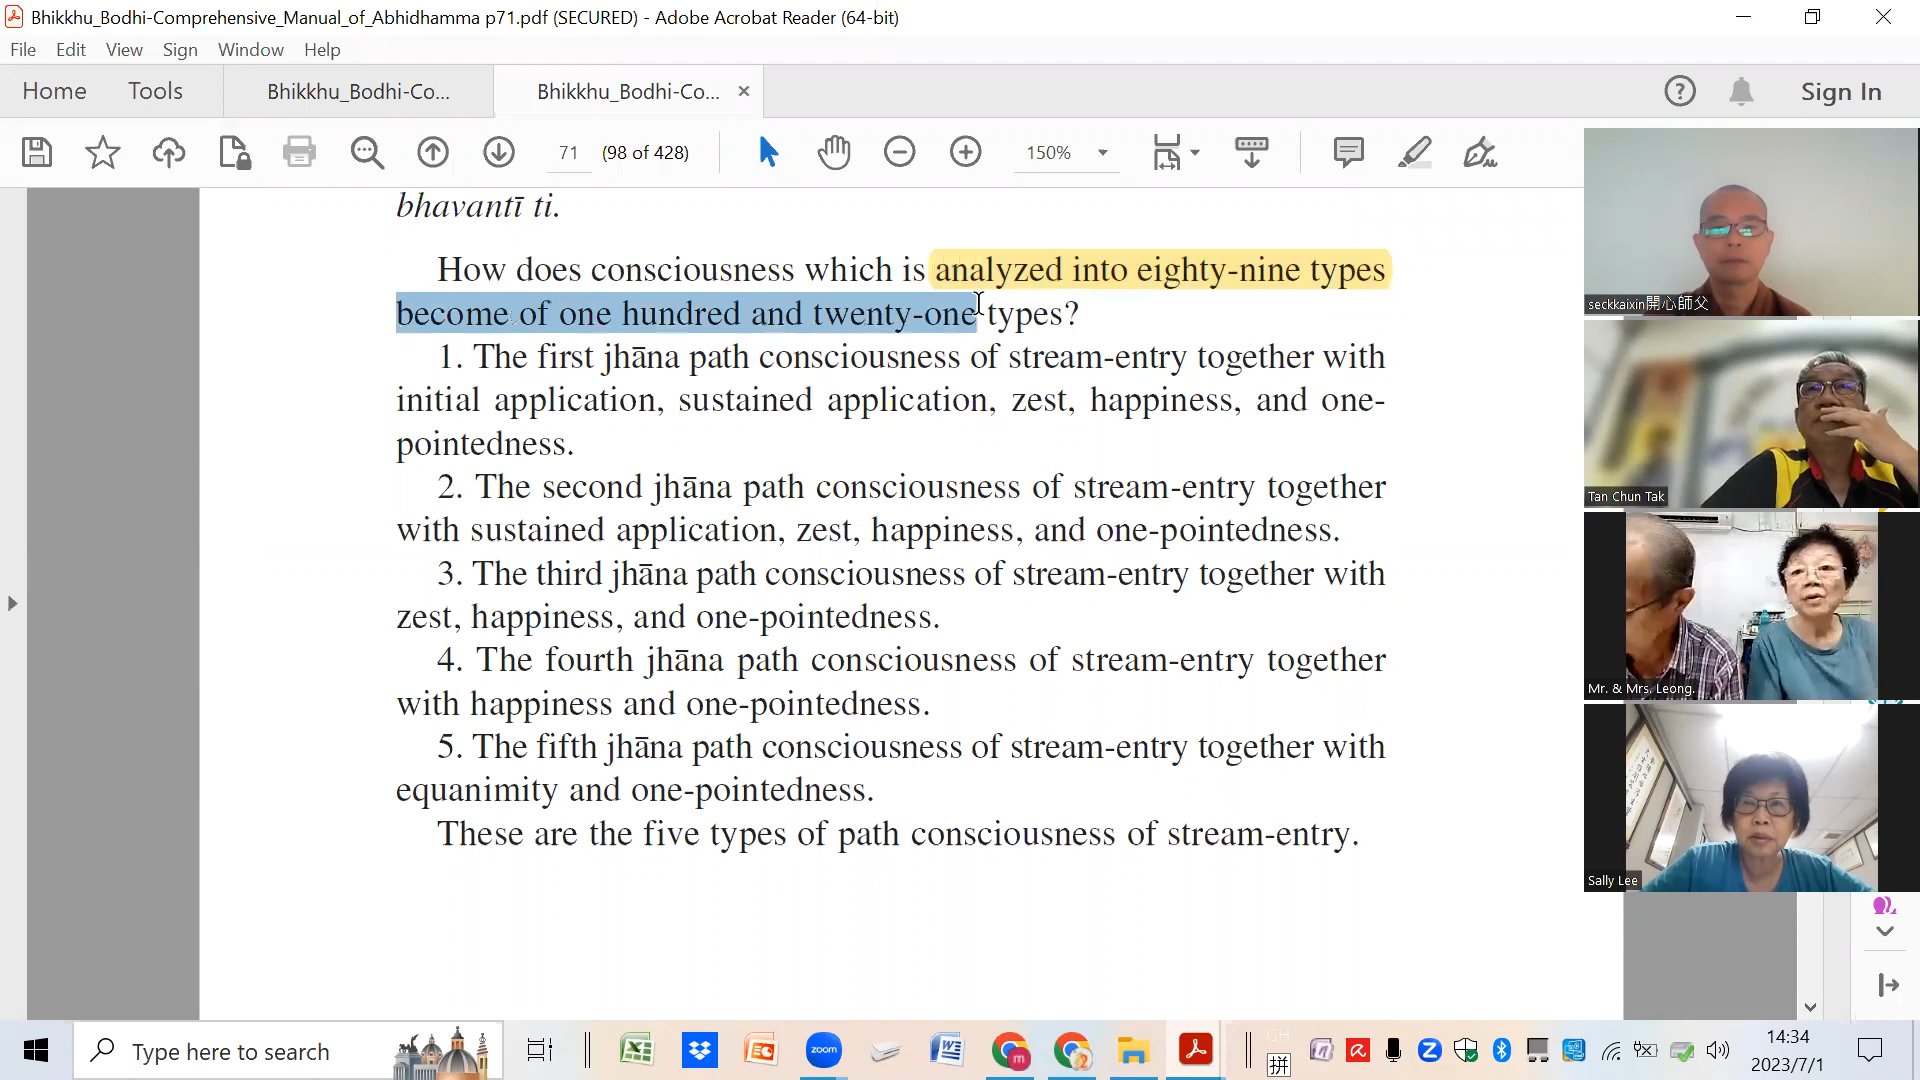 Bhikkhu_Bodhi-Comprehensive_Manual_of_Abhidhamma p71.pdf (SECURED) - Adobe Acrobat Reader (64-bit)
File Edit View Sign Window Help
Home Tools Bhikkhu_Bodhi-Co... Bhikkhu_Bodhi-Co... Sign In
71 (98 of 428) 150%
bhavantī ti.
How does consciousness which is analyzed into eighty-nine types
become of one hundred and twenty-one types?
1. The first jhāna path consciousness of stream-entry together with
initial application, sustained application, zest, happiness, and one-
pointedness.
2. The second jhāna path consciousness of stream-entry together
with sustained application, zest, happiness, and one-pointedness.
3. The third jhāna path consciousness of stream-entry together with
zest, happiness, and one-pointedness.
4. The fourth jhāna path consciousness of stream-entry together
with happiness and one-pointedness.
5. The fifth jhāna path consciousness of stream-entry together with
equanimity and one-pointedness.
These are the five types of path consciousness of stream-entry.
seckkaixin開心師父
Tan Chun Tak
Mr. & Mrs. Leong.
Sally Lee
Type here to search
zoom
CH
拼
14:34
2023/7/1